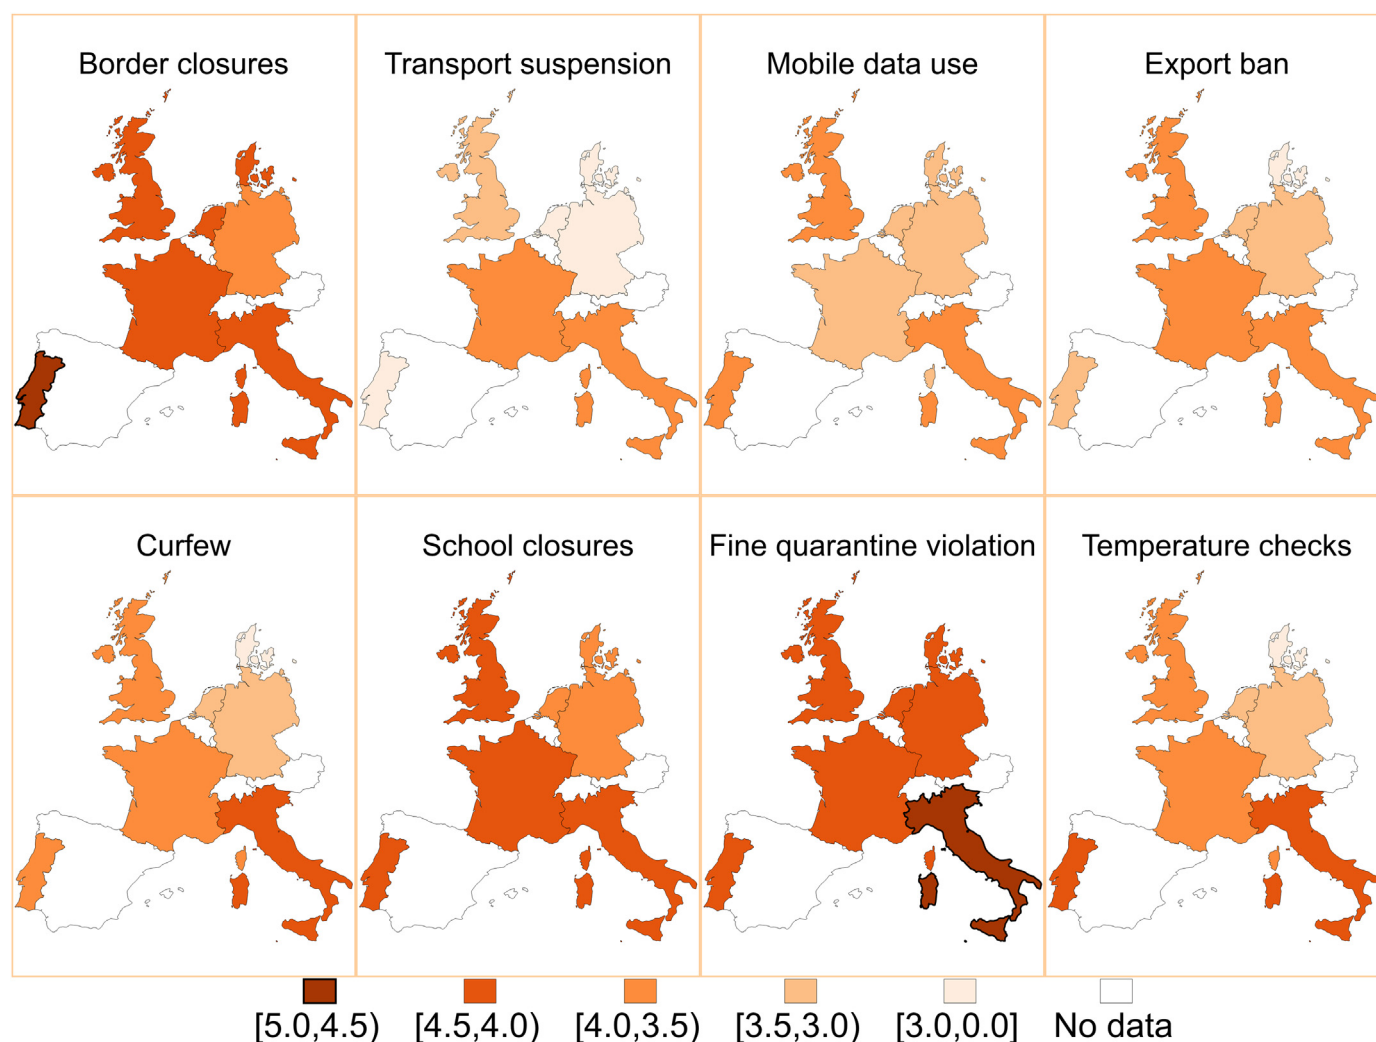 Border closures
Transport suspension
Mobile data use
Export ban
Curfew
School closures
Fine quarantine violation
Temperature checks
[5.0,4.5)
[4.5,4.0)
[4.0,3.5)
[3.5,3.0)
[3.0,0.0]
No data